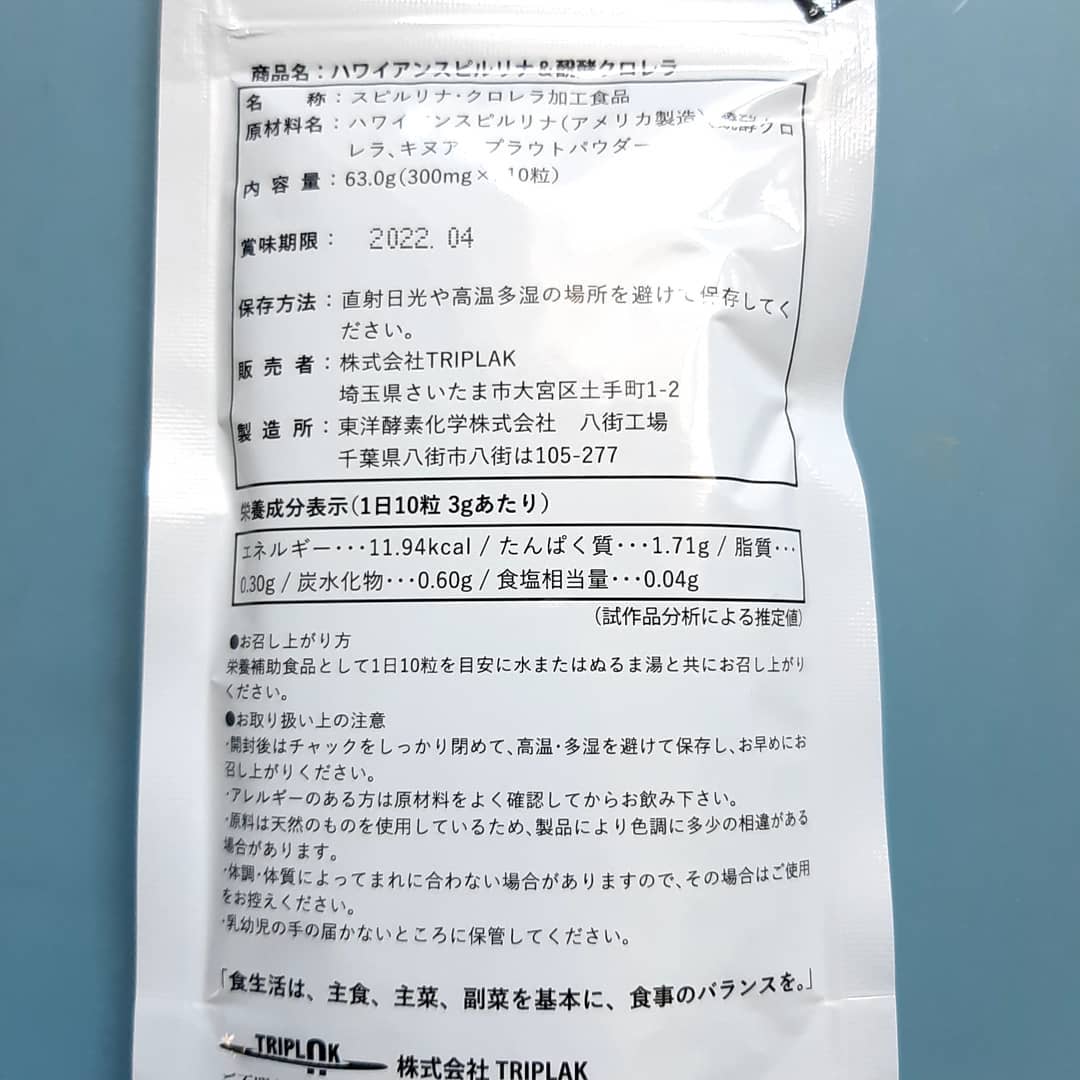 商品名:ハワイアンスピルリナ&醗酵クロレラ
名 称:スピルリナ・クロレラ加工食品
原材料名:ハワイアンスピルリナ(アメリカ製造)、醗酵クロ
レラ、キヌア プラウトパウダー
内容量:63.0g(300mg× 10粒)
賞味期限: 2022.04
保存方法:直射日光や高温多湿の場所を避けて保存してく
ださい。
販売者:株式会社TRIPLAK
埼玉県さいたま市大宮区土手町1-2
製造所:東洋酵素化学株式会社 八街工場
千葉県八街市八街は105-277
栄養成分表示(1日10粒 3gあたり)
エネルギー・・・11.94kcal / たんぱく質・・・1.71g / 脂質・・・
0.30g / 炭水化物・・・0.60g / 食塩相当量・・・0.04g
(試作品分析による推定値)
●お召し上がり方
栄養補助食品として1日10粒を目安に水またはぬるま湯と共にお召し上がり
ください。
●お取り扱い上の注意
・開封後はチャックをしっかり閉めて、高温・多湿を避けて保存し、お早めにお
召し上がりください。
・アレルギーのある方は原材料をよく確認してからお飲み下さい。
・原料は天然のものを使用しているため、製品により色調に多少の相違がある
場合があります。
・体調・体質によってまれに合わない場合がありますので、その場合はご使用
をお控えください。
・乳幼児の手の届かないところに保管してください。
「食生活は、主食、主菜、副菜を基本に、食事のバランスを。」
TRIPLAK 株式会社 TRIPLAK